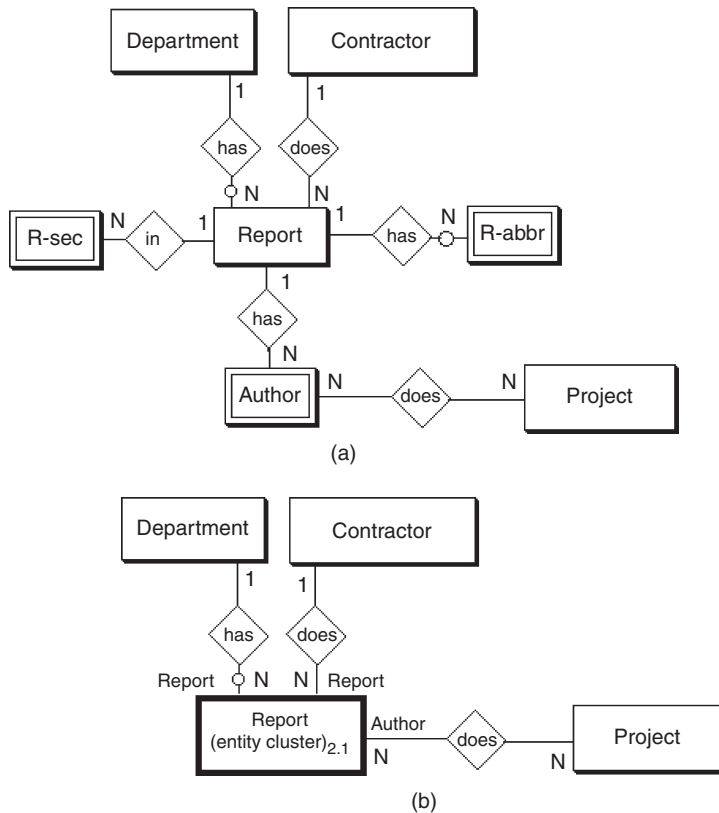 Department
Contractor
1
1
has
does
N
N
R-sec
N
in
1
Report
1
has
N
R-abbr
1
has
N
Author
N
does
N
Project
(a)
Department
Contractor
1
1
has
does
Report
N
N
Report
Report
(entity cluster)2.1
Author
N
does
N
Project
(b)